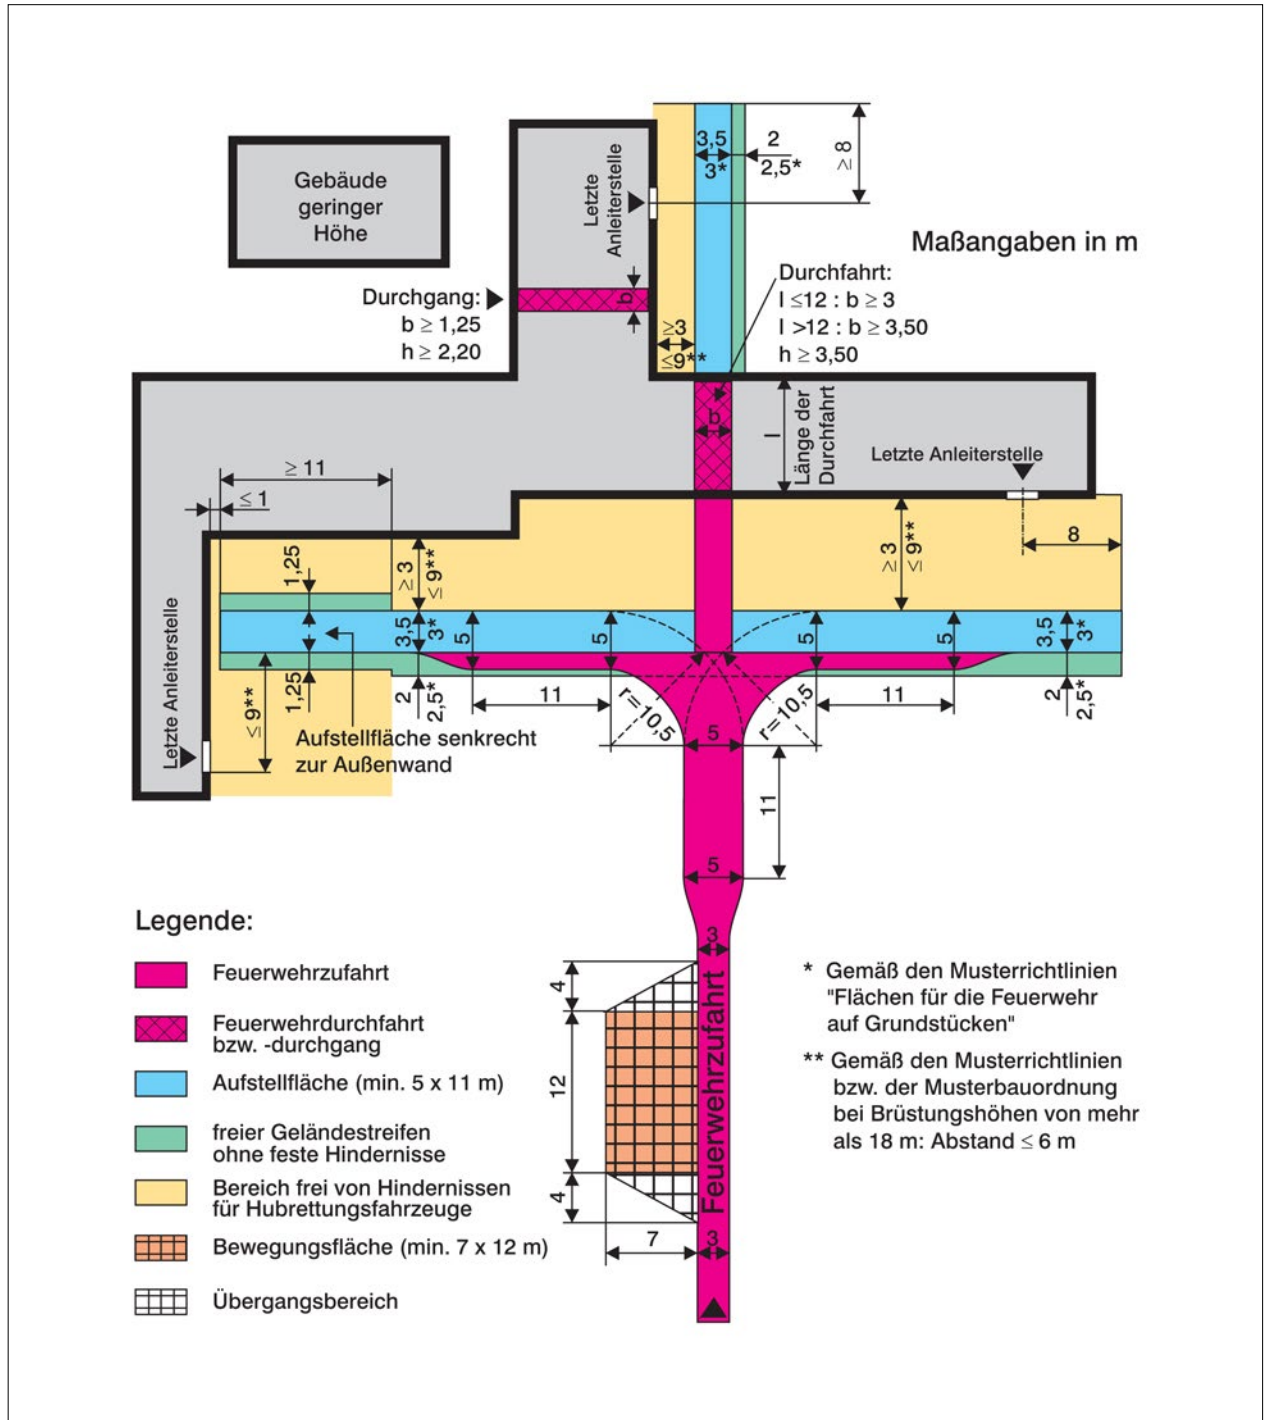 3,5
3*
2
2,5*
≥ 8
Gebäude
geringer
Höhe
Letzte
Anleiterstelle
Maßangaben in m
Durchgang:
b ≥ 1,25
h ≥ 2,20
b
≥3
≤9**
Durchfahrt:
l ≤12 : b ≥ 3
l >12 : b ≥ 3,50
h ≥ 3,50
b
l
Länge der
Durchfahrt
Letzte Anleiterstelle
≥ 11
≤ 1
8
1,25
≥ 3
≤ 9**
≥ 3
≤ 9**
3,5
3*
5
5
5
5
3,5
3*
Letzte Anleiterstelle
≤ 9**
1,25
2
2,5*
11
r=10,5
r=10,5
11
2
2,5*
Aufstellfläche senkrecht
zur Außenwand
5
11
5
3
Legende:
Feuerwehrzufahrt
Feuerwehrdurchfahrt
bzw. -durchgang
Aufstellfläche (min. 5 x 11 m)
freier Geländestreifen
ohne feste Hindernisse
Bereich frei von Hindernissen
für Hubrettungsfahrzeuge
Bewegungsfläche (min. 7 x 12 m)
Übergangsbereich
4
12
4
7
3
Feuerwehrzufahrt
* Gemäß den Musterrichtlinien
"Flächen für die Feuerwehr
auf Grundstücken"
** Gemäß den Musterrichtlinien
bzw. der Musterbauordnung
bei Brüstungshöhen von mehr
als 18 m: Abstand ≤ 6 m